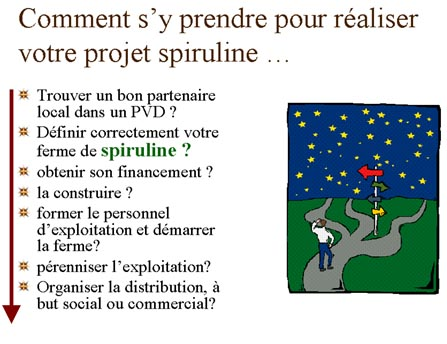 Comment s’y prendre pour réaliser
votre projet spiruline …
Trouver un bon partenaire
local dans un PVD ?
Définir correctement votre
ferme de spiruline ?
obtenir son financement ?
la construire ?
former le personnel
d’exploitation et démarrer
la ferme?
pérenniser l’exploitation?
Organiser la distribution, à
but social ou commercial?